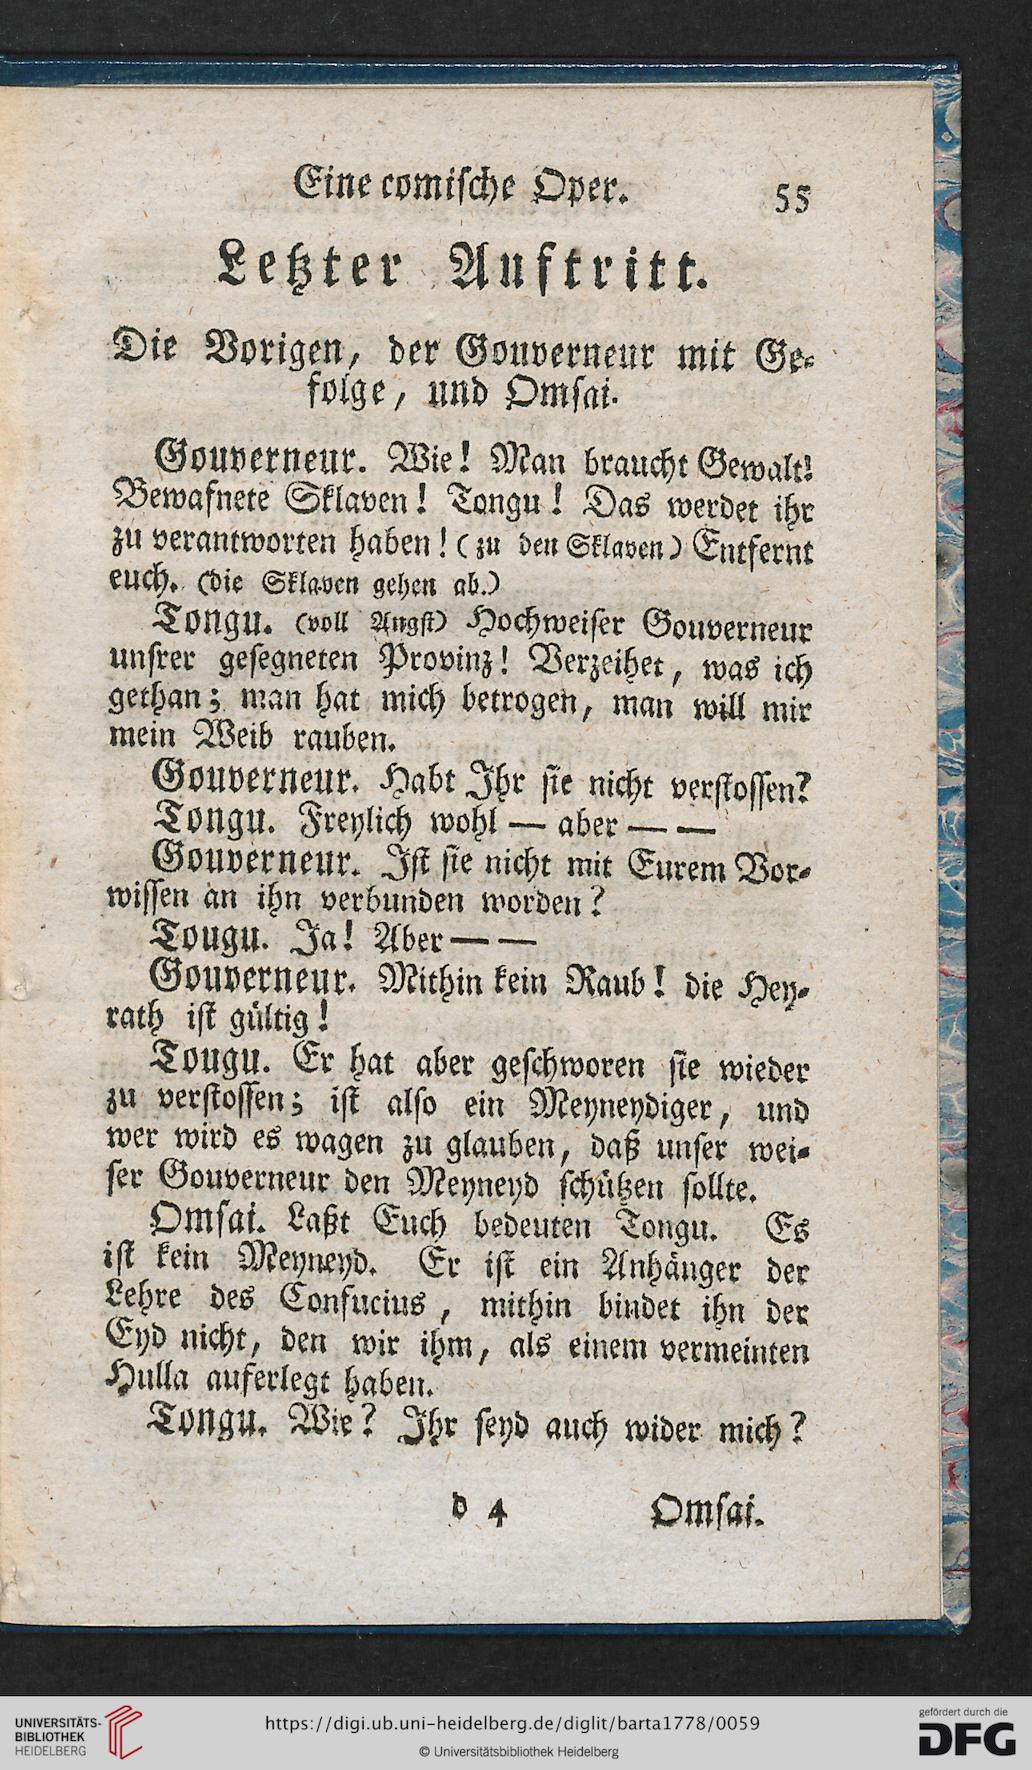 Eine comische Oper. 55
Letzter Auftritt.
Die Vorigen, der Gouverneur mit Ge-
folge, und Omsai.
Gouverneur. Wie! Man braucht Gewalt!
Bewafnete Sklaven! Tongu! Das werdet ihr
zu verantworten haben! (zu den Sklaven) Entfernt
euch. (die Sklaven gehen ab.)
Tongu. (voll Angst) Hochweiser Gouverneur
unsrer gesegneten Provinz! Verzeihet, was ich
gethan; man hat mich betrogen, man will mir
mein Weib rauben.
Gouverneur. Habt Ihr sie nicht verstossen?
Tongu. Freylich wohl — aber — —
Gouverneur. Ist sie nicht mit Eurem Vor-
wissen an ihn verbunden worden?
Tougu. Ja! Aber — —
Gouverneur. Mithin kein Raub! die Hey-
rath ist gültig!
Tougu. Er hat aber geschworen sie wieder
zu verstossen; ist also ein Meyneydiger, und
wer wird es wagen zu glauben, daß unser wei-
ser Gouverneur den Meyneyd schützen sollte.
Omsai. Laßt Euch bedeuten Tongu. Es
ist kein Meyneyd. Er ist ein Anhänger der
Lehre des Confucius, mithin bindet ihn der
Eyd nicht, den wir ihm, als einem vermeinten
Hulla auferlegt haben.
Tongu. Wie? Ihr seyd auch wider mich?
d 4 Omsai.
UNIVERSITÄTS-
BIBLIOTHEK
HEIDELBERG
https://digi.ub.uni-heidelberg.de/diglit/barta1778/0059
© Universitätsbibliothek Heidelberg
gefördert durch die
DFG